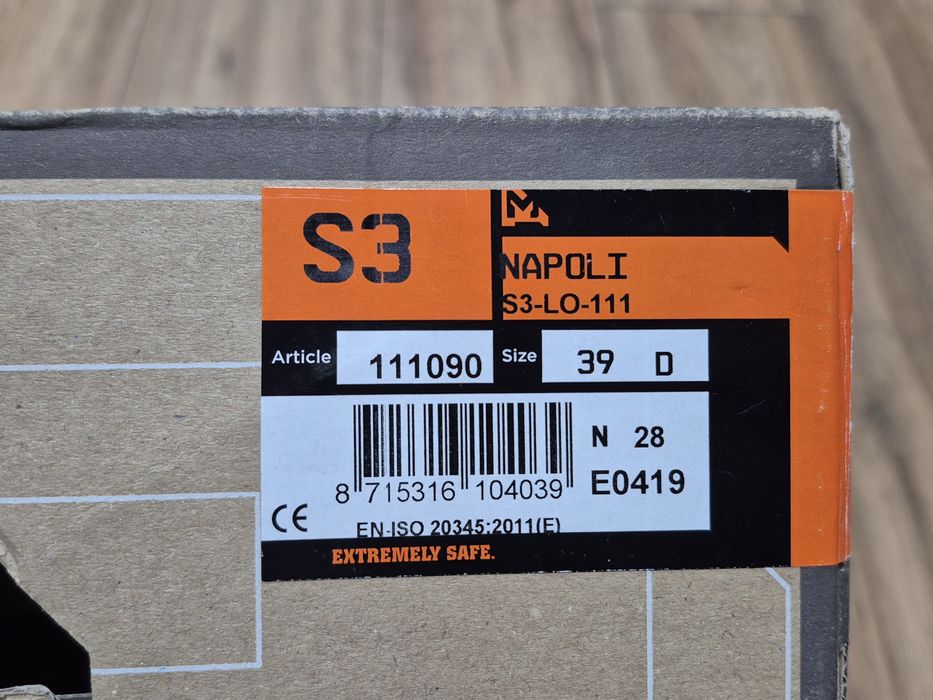 S3
NAPOLI
S3-LO-111
Article 111090 Size 39 D
N 28
8 715316 104039
E0419
CE
EN-ISO 20345:2011(E)
EXTREMELY SAFE.